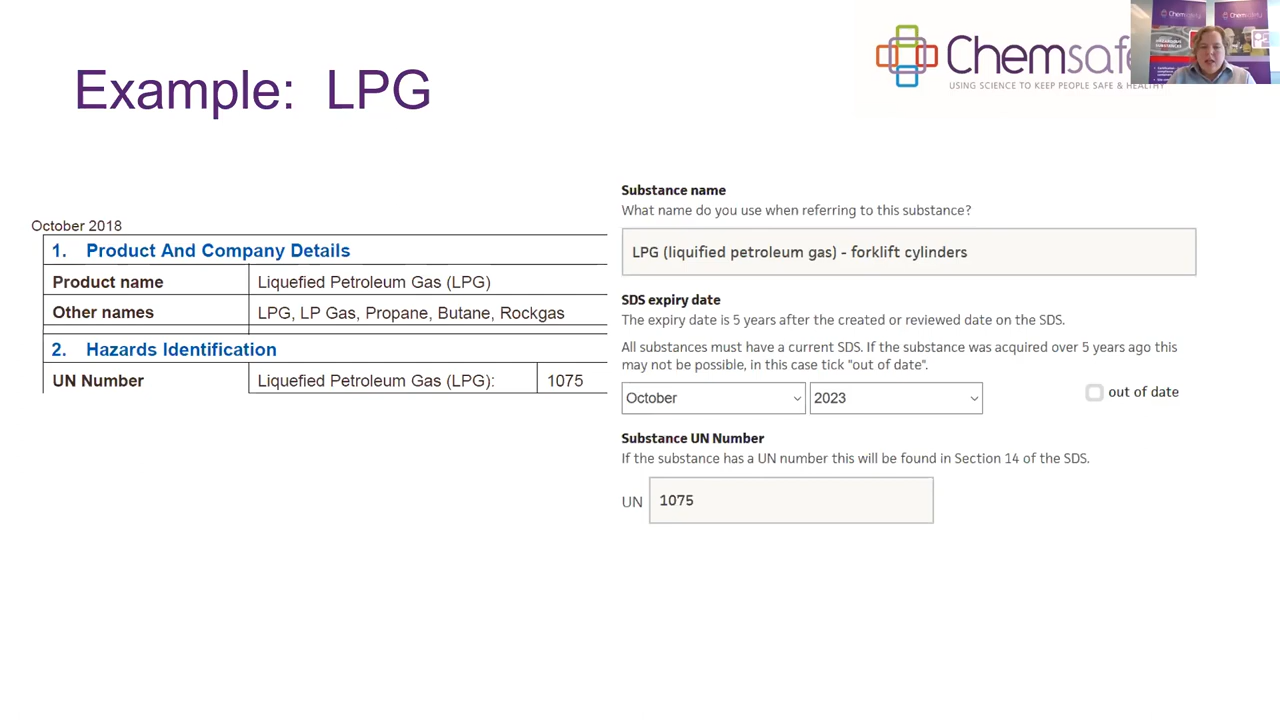 Example: LPG
Chemsafe
USING SCIENCE TO KEEP PEOPLE SAFE & HEALTHY
October 2018
1. Product And Company Details
Product name Liquefied Petroleum Gas (LPG)
Other names LPG, LP Gas, Propane, Butane, Rockgas
2. Hazards Identification
UN Number Liquefied Petroleum Gas (LPG): 1075
Substance name
What name do you use when referring to this substance?
LPG (liquified petroleum gas) - forklift cylinders
SDS expiry date
The expiry date is 5 years after the created or reviewed date on the SDS.
All substances must have a current SDS. If the substance was acquired over 5 years ago this
may not be possible, in this case tick "out of date".
October 2023 out of date
Substance UN Number
If the substance has a UN number this will be found in Section 14 of the SDS.
UN 1075